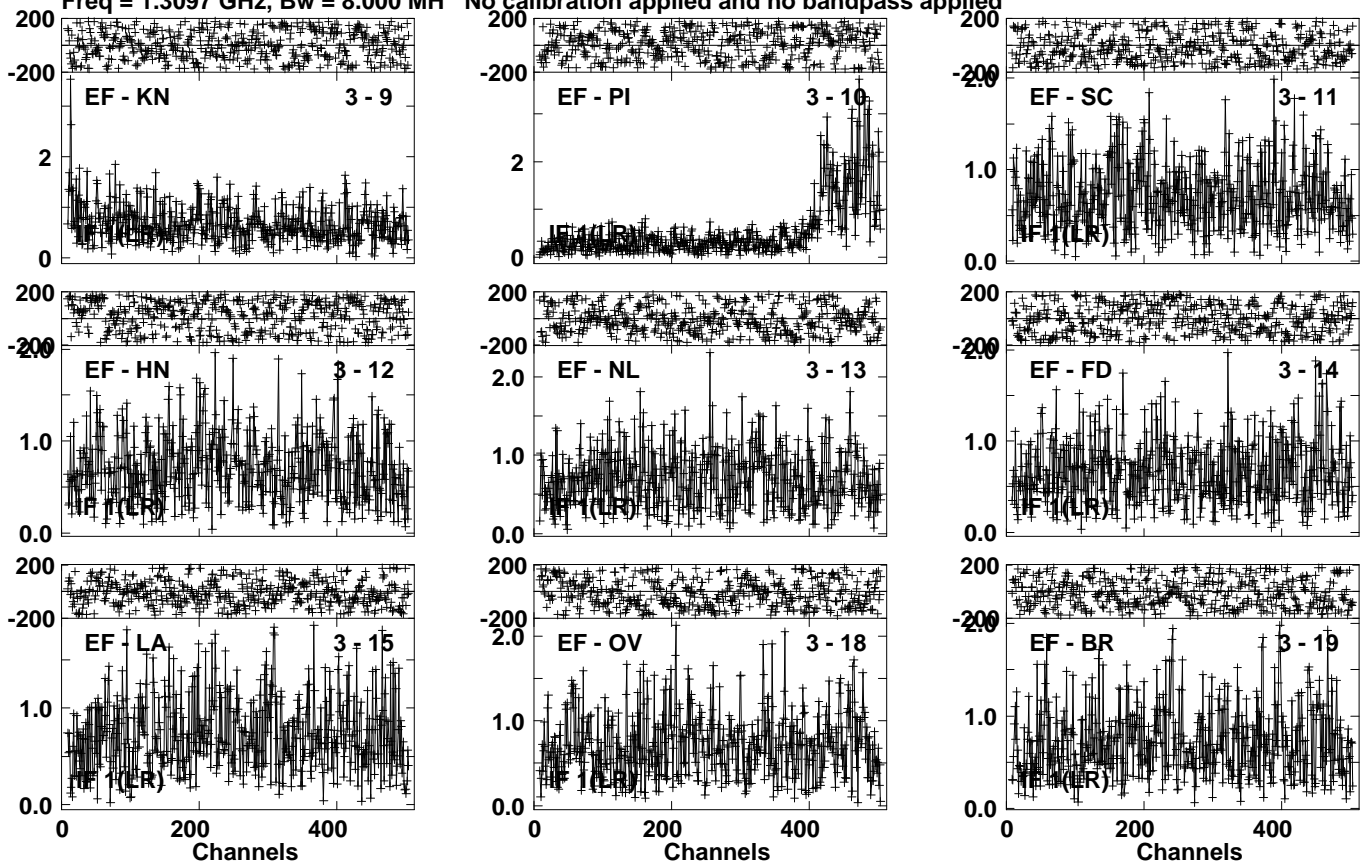 Freq = 1.3097 GHz, Bw = 8.000 MH No calibration applied and no bandpass applied
200
-200
EF - KN 3 - 9
2
IF 1(LR)
0
200
-200
EF - PI 3 - 10
2
IF 1(LR)
0
200
-200
2.0
EF - SC 3 - 11
1.0
IF 1(LR)
0.0
200
-200
2.0
EF - HN 3 - 12
1.0
IF 1(LR)
0.0
200
-200
EF - NL 3 - 13
2.0
1.0
IF 1(LR)
0.0
200
-200
2.0
EF - FD 3 - 14
1.0
IF 1(LR)
0.0
200
-200
EF - LA 3 - 15
1.0
IF 1(LR)
0.0
0 200 400
Channels
200
-200
EF - OV 3 - 18
2.0
1.0
IF 1(LR)
0.0
0 200 400
Channels
200
-200
2.0
EF - BR 3 - 19
1.0
IF 1(LR)
0.0
0 200 400
Channels